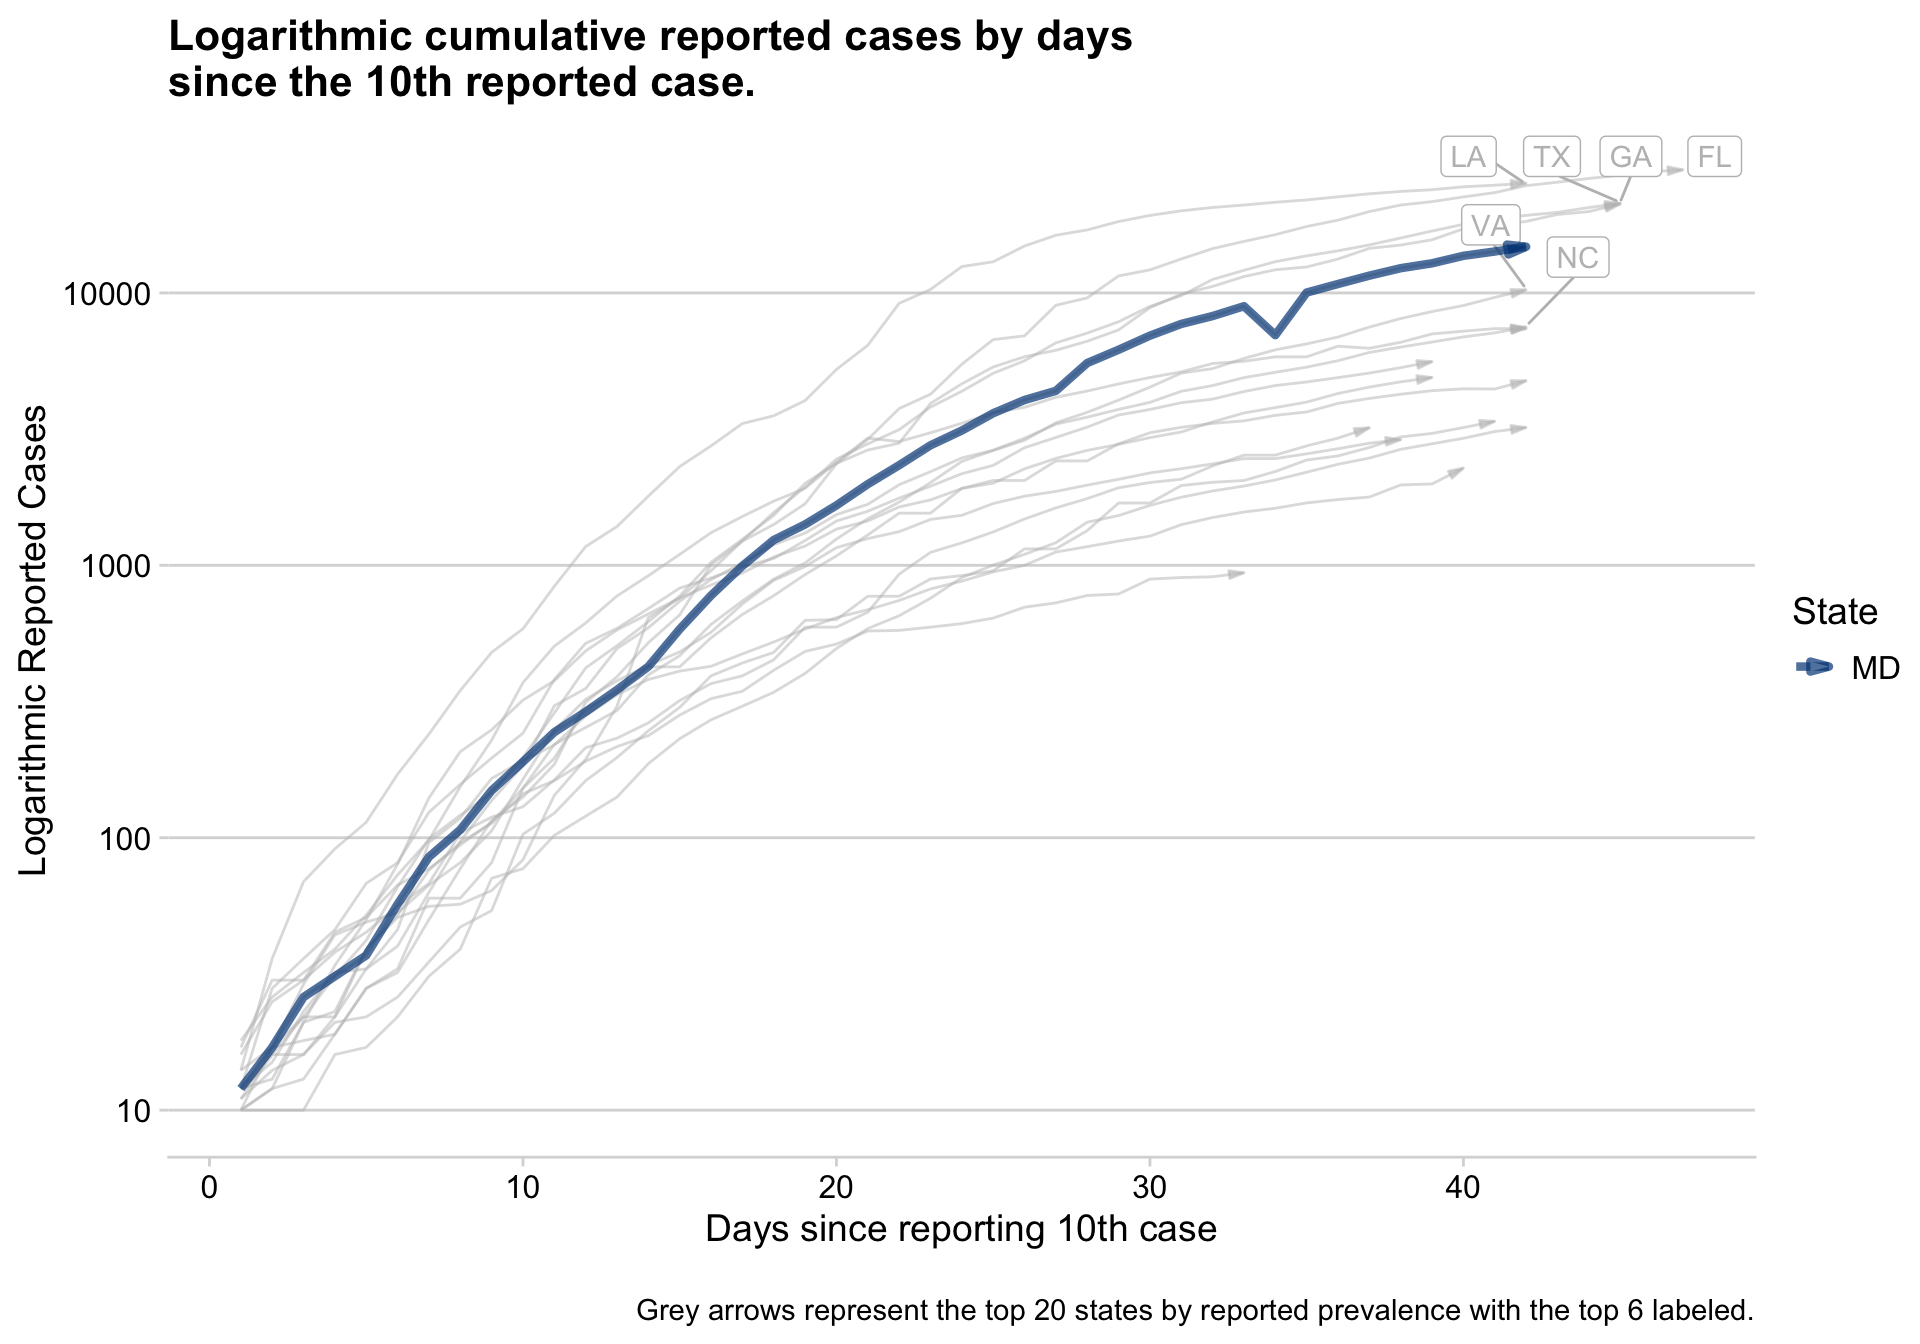 Logarithmic cumulative reported cases by days
since the 10th reported case.
LA
TX
GA
FL
VA
NC
10000
1000
100
10
Logarithmic Reported Cases
State
MD
0
10
20
30
40
Days since reporting 10th case
Grey arrows represent the top 20 states by reported prevalence with the top 6 labeled.